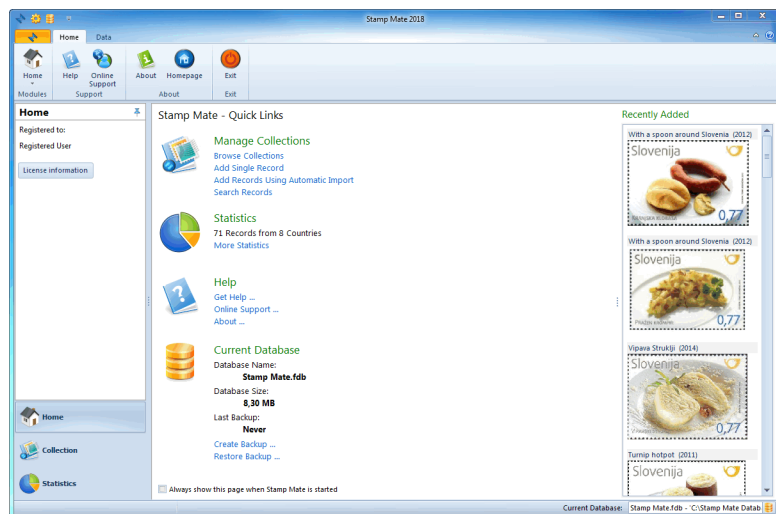 Stamp Mate 2018
Home
Data
Home
Help
Online Support
About
Homepage
Exit
Modules
Support
About
Exit
Home
Registered to:
Registered User
License information
Home
Collection
Statistics
Stamp Mate - Quick Links
Manage Collections
Browse Collections
Add Single Record
Add Records Using Automatic Import
Search Records
Statistics
71 Records from 8 Countries
More Statistics
Help
Get Help ...
Online Support ...
About ...
Current Database
Database Name:
Stamp Mate.fdb
Database Size:
8,30 MB
Last Backup:
Never
Create Backup ...
Restore Backup ...
Always show this page when Stamp Mate is started
Recently Added
With a spoon around Slovenia (2012)
Slovenija
0,77
With a spoon around Slovenia (2012)
Slovenija
0,77
Vipava Struklji (2014)
Slovenija
0,77
Turnip hotpot (2011)
Slovenija
Current Database:
Stamp Mate.fdb - 'C:\Stamp Mate Datab